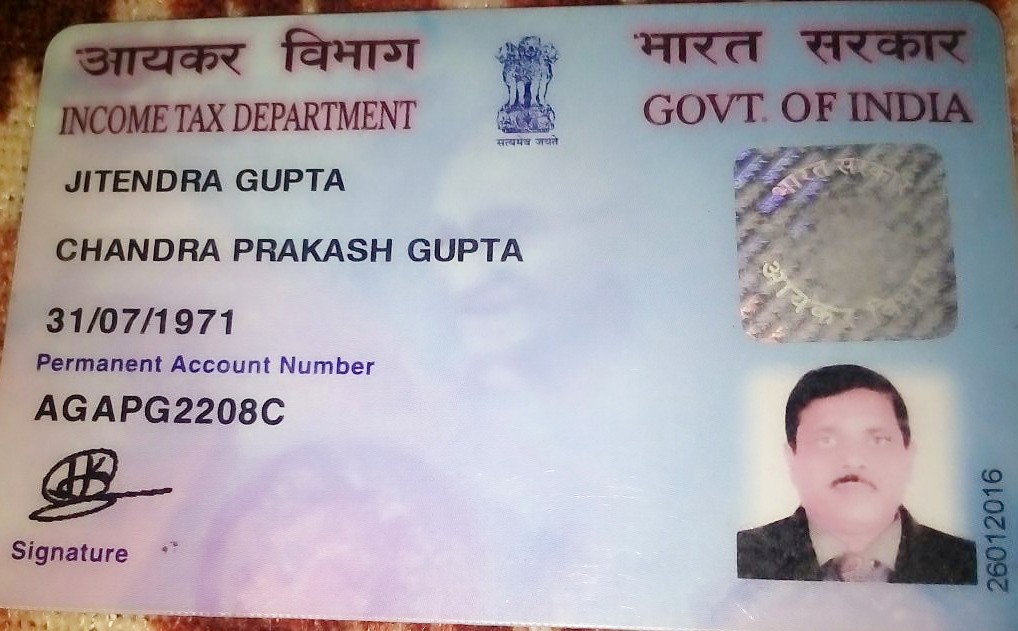 आयकर विभाग
भारत सरकार
INCOME TAX DEPARTMENT
GOVT. OF INDIA
सत्यमेव जयते
JITENDRA GUPTA
भारत सरकार
CHANDRA PRAKASH GUPTA
आयकर विभाग
31/07/1971
Permanent Account Number
AGAPG2208C
Signature
26012016